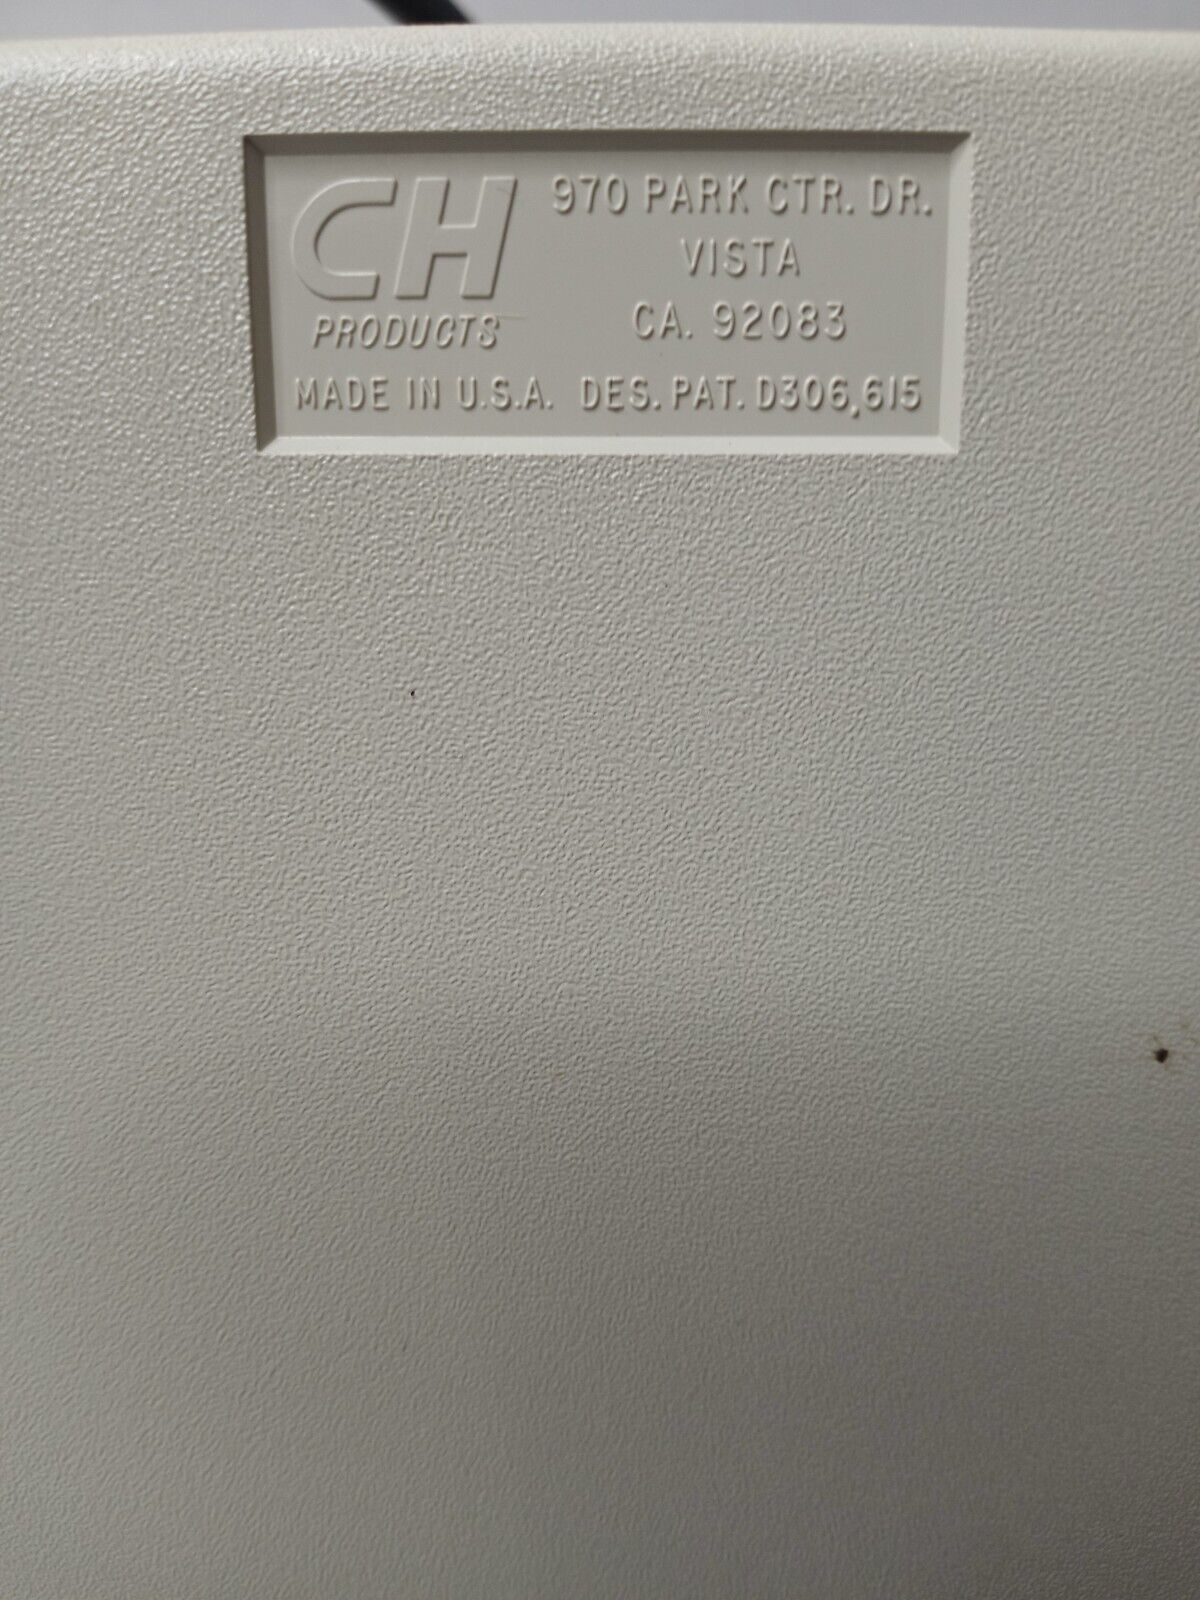 CH
PRODUCTS
970 PARK CTR. DR.
VISTA
CA. 92083
MADE IN U.S.A. DES. PAT. D306,615